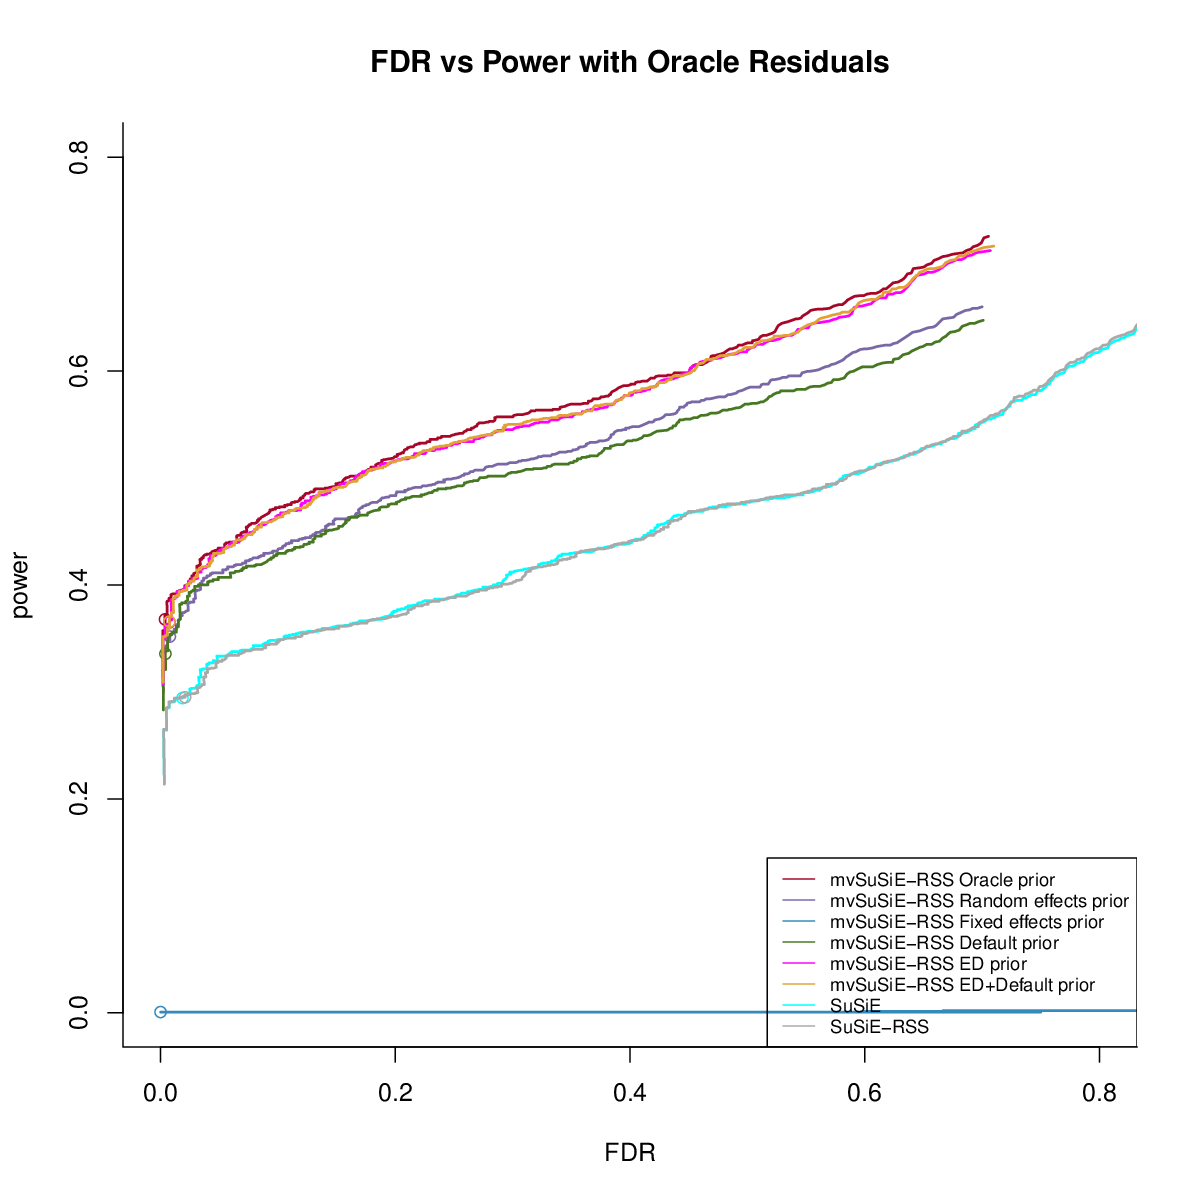 FDR vs Power with Oracle Residuals
0.8
0.6
0.4
0.2
0.0
power
mvSuSiE−RSS Oracle prior
mvSuSiE−RSS Random effects prior
mvSuSiE−RSS Fixed effects prior
mvSuSiE−RSS Default prior
mvSuSiE−RSS ED prior
mvSuSiE−RSS ED+Default prior
SuSiE
SuSiE−RSS
0.0 0.2 0.4 0.6 0.8
FDR